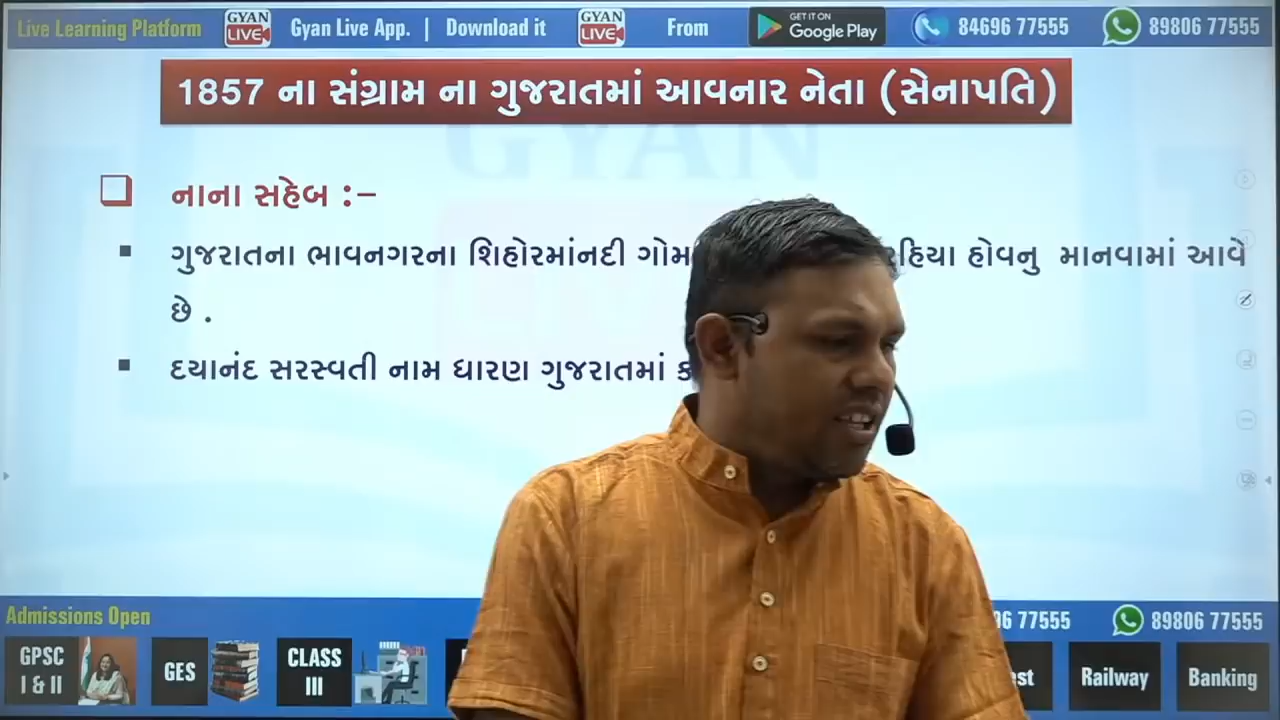 Live Learning Platform GYAN LIVE Gyan Live App. | Download it GYAN LIVE From GET IT ON Google Play 84696 77555 89806 77555
1857 ના સંગ્રામ ના ગુજરાતમાં આવનાર નેતા (સેનાપતિ)
GYAN
નાના સહેબ :–
ગુજરાતના ભાવનગરના શિહોરમાંનદી હોવનુ માનવામાં આવે
છે .
દયાનંદ સરસ્વતી નામ ધારણ ગુજરાતમાં
Admissions Open 77555 89806 77555
GPSC I & II GES CLASS III Railway Banking